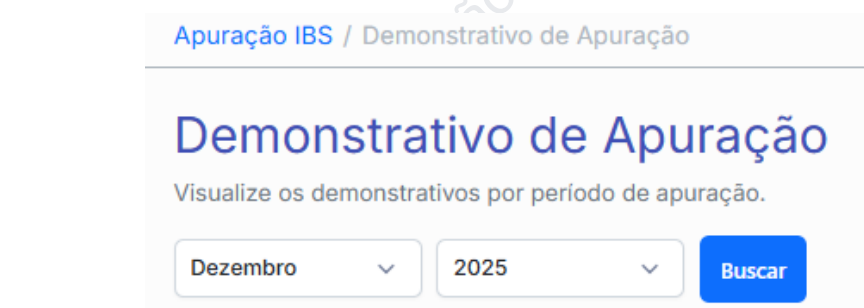 Apuração IBS / Demonstrativo de Apuração
Demonstrativo de Apuração
Visualize os demonstrativos por período de apuração.
Dezembro 2025 Buscar